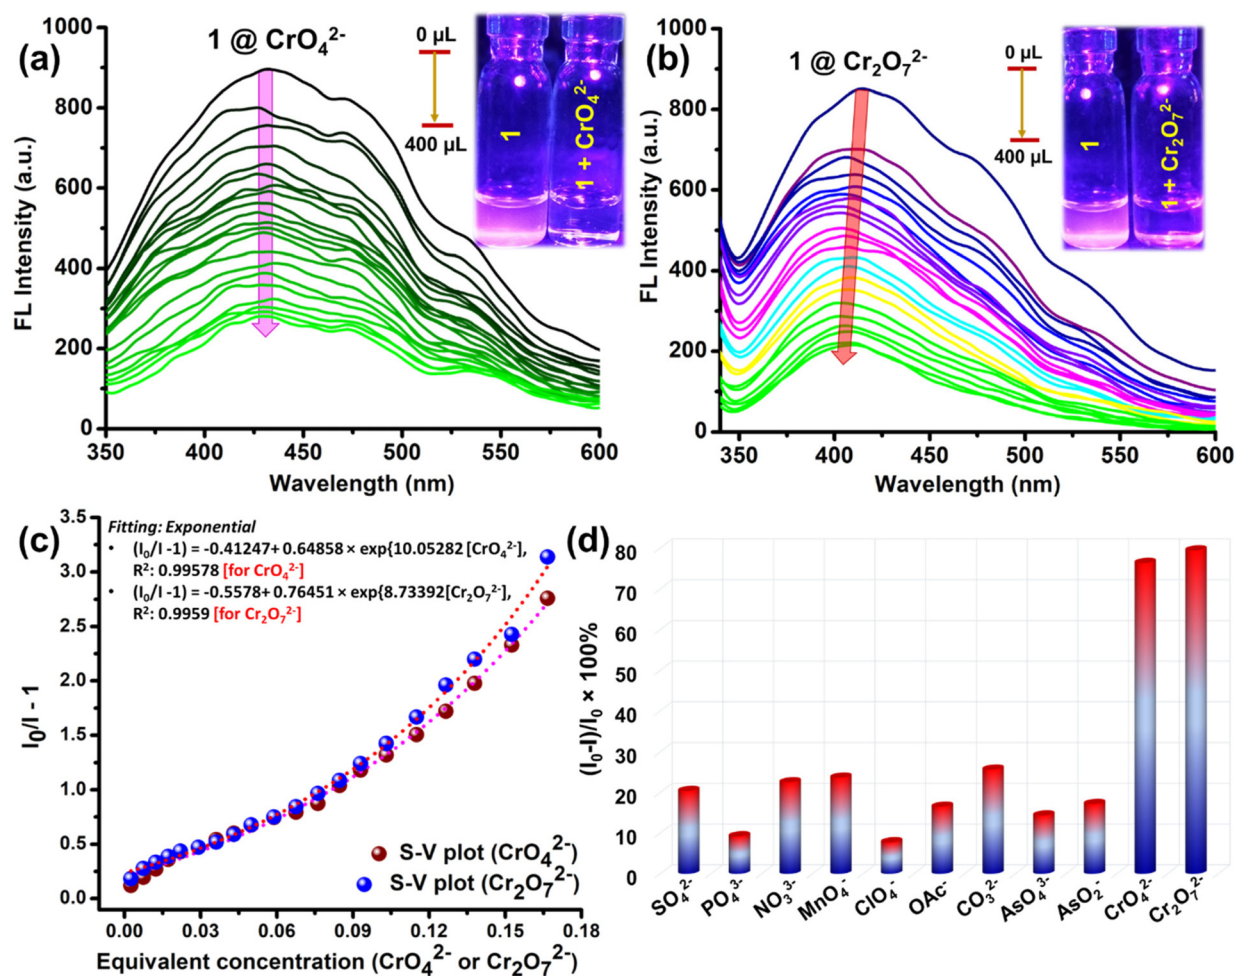 (a)
1 @ CrO₄²⁻
0 µL
400 µL
1
1 + CrO₄²⁻
FL Intensity (a.u.)
1000
800
600
400
200
0
350
400
450
500
550
600
Wavelength (nm)
(b)
1 @ Cr₂O₇²⁻
0 µL
400 µL
1
1 + Cr₂O₇²⁻
FL Intensity (a.u.)
1000
800
600
400
200
0
350
400
450
500
550
600
Wavelength (nm)
(c)
Fitting: Exponential
• (I₀/I -1) = -0.41247+ 0.64858 × exp{10.05282 [CrO₄²⁻],
R²: 0.99578 [for CrO₄²⁻]
• (I₀/I -1) = -0.5578+ 0.76451 × exp{8.73392[Cr₂O₇²⁻],
R²: 0.9959 [for Cr₂O₇²⁻]
I₀/I - 1
3.5
3.0
2.5
2.0
1.5
1.0
0.5
0.0
S-V plot (CrO₄²⁻)
S-V plot (Cr₂O₇²⁻)
0.00
0.03
0.06
0.09
0.12
0.15
0.18
Equivalent concentration (CrO₄²⁻ or Cr₂O₇²⁻)
(d)
(I₀-I)/I₀ × 100%
80
70
60
50
40
30
20
10
0
SO₄²⁻
PO₄³⁻
NO₃⁻
MnO₄⁻
ClO₄⁻
OAc⁻
CO₃²⁻
AsO₄³⁻
AsO₂⁻
CrO₄²⁻
Cr₂O₇²⁻